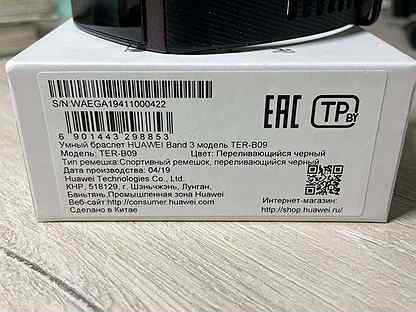 S/N:WAEGA19411000422
6 901443 298853
EAC TP BY
Умный браслет HUAWEI Band 3 модель TER-B09
Модель: TER-B09 Цвет: Переливающийся черный
Тип ремешка:Спортивный ремешок, переливающийся черный
Дата производства: 04/19
Huawei Technologies Co., Ltd.
КНР, 518129, г. Шэньчжэнь, Лунган,
Баньтянь,Промышленная зона Huawei
Веб-сайт:http://consumer.huawei.com
Сделано в Китае
Интернет-магазин:
http://shop.huawei.ru/